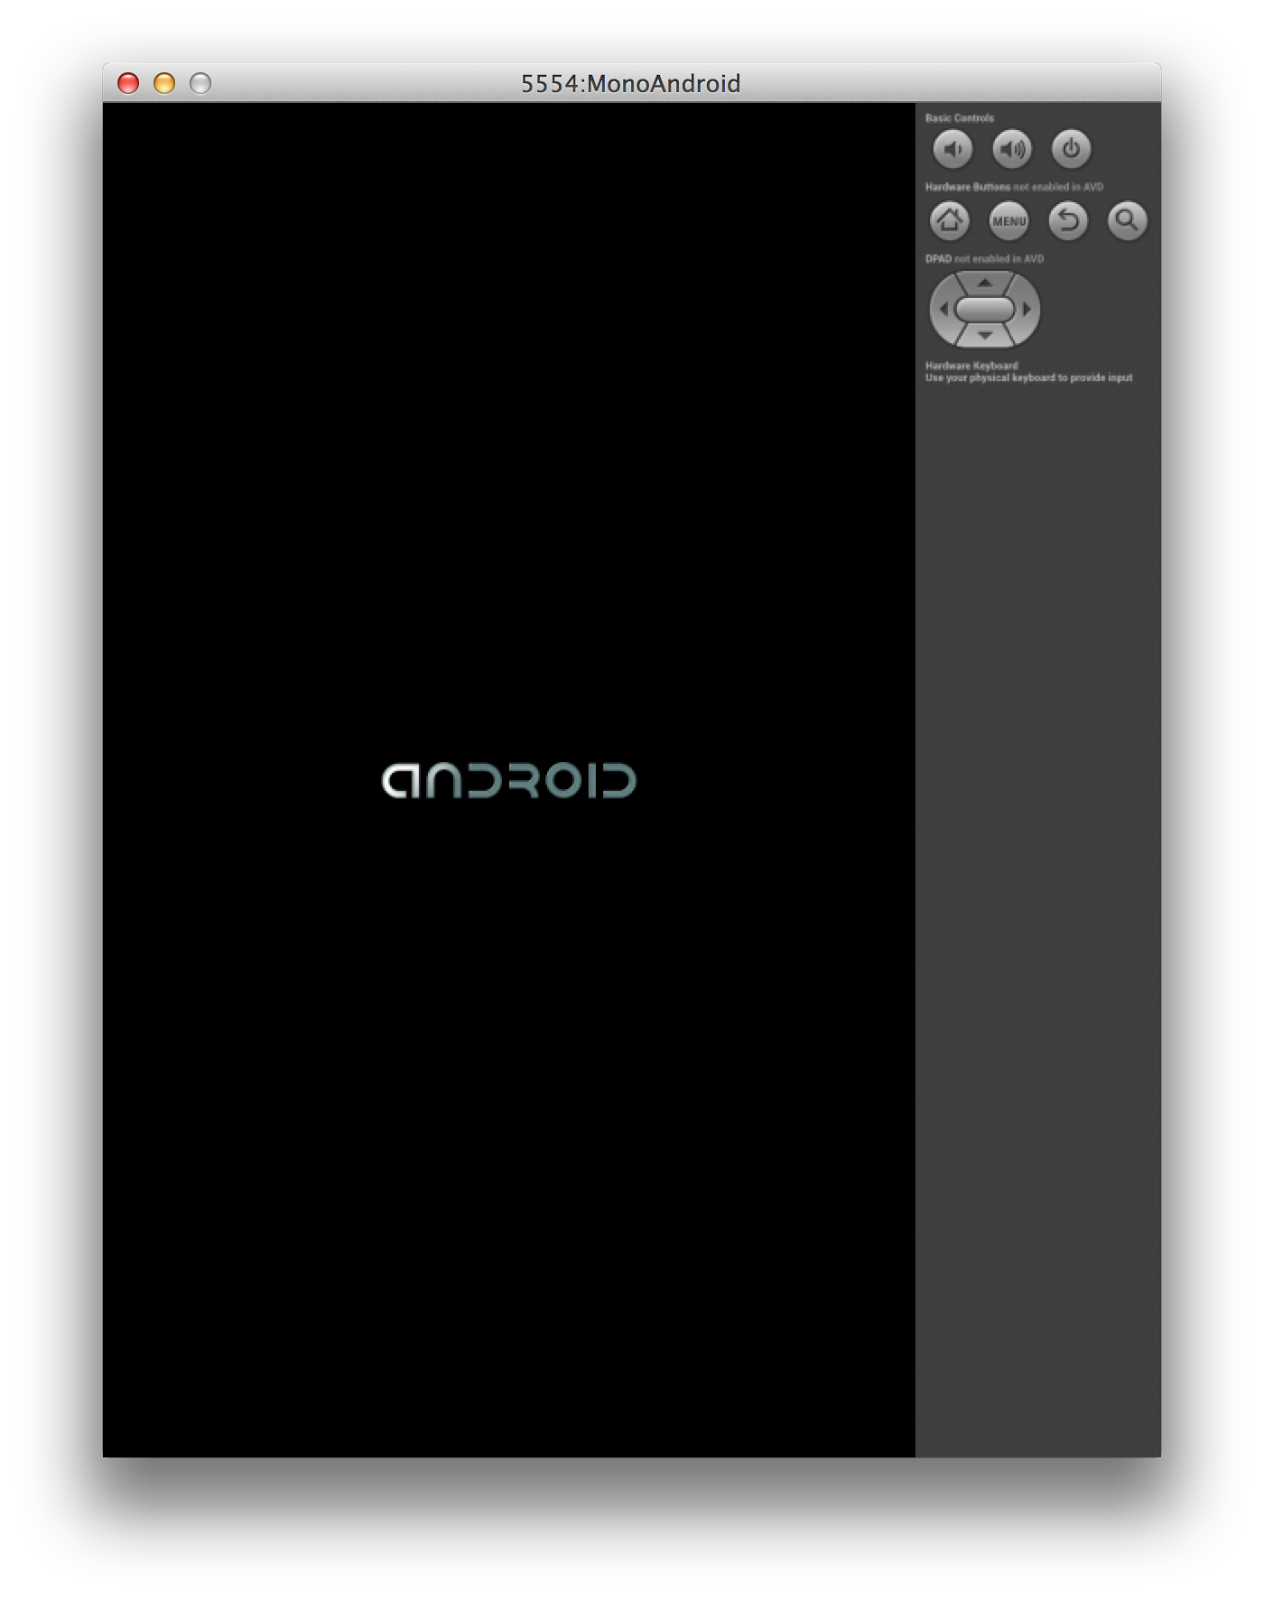 5554:MonoAndroid
Basic Controls
Hardware Buttons not enabled in AVD
MENU
DPAD not enabled in AVD
Hardware Keyboard
Use your physical keyboard to provide input
ANDROID